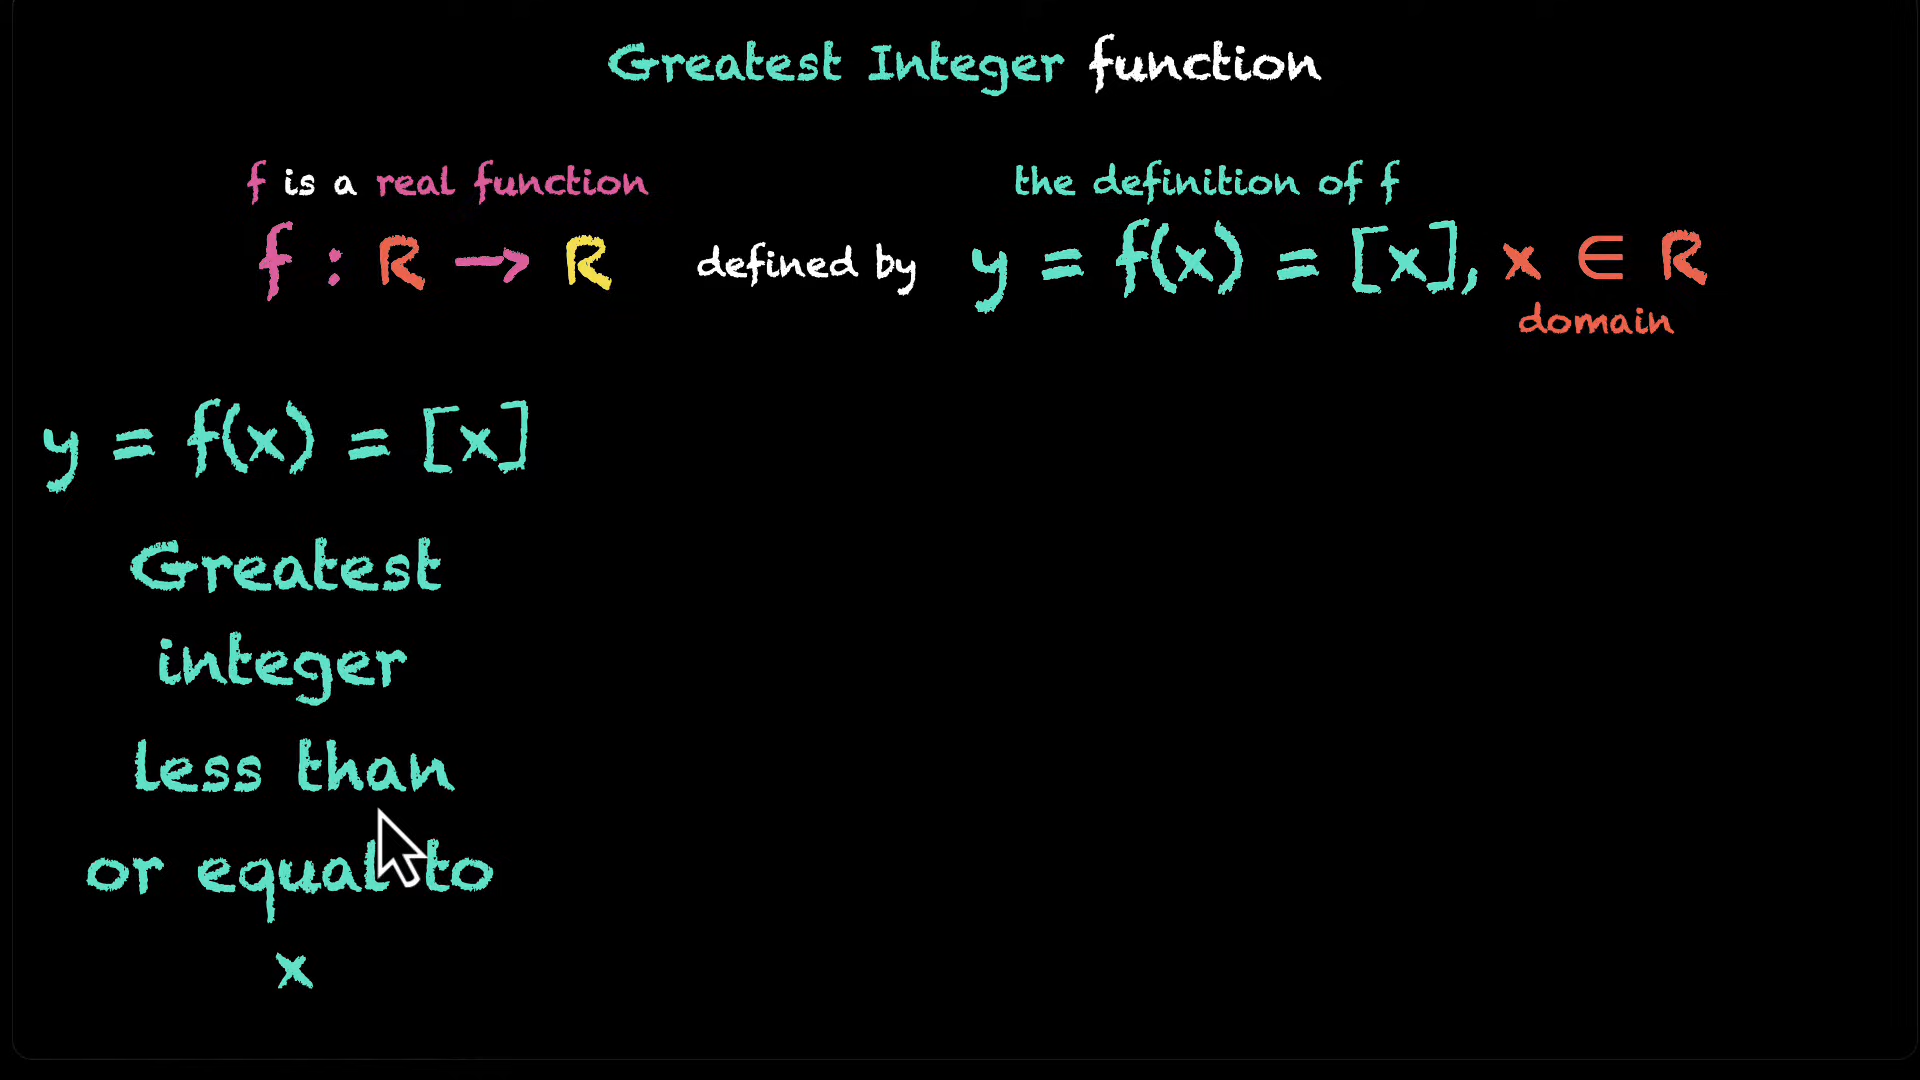 Greatest Integer function
f is a real function
the definition of f
f : R → R defined by y = f(x) = [x], x ∈ R
domain
y = f(x) = [x]
Greatest
integer
less than
or equal to
x